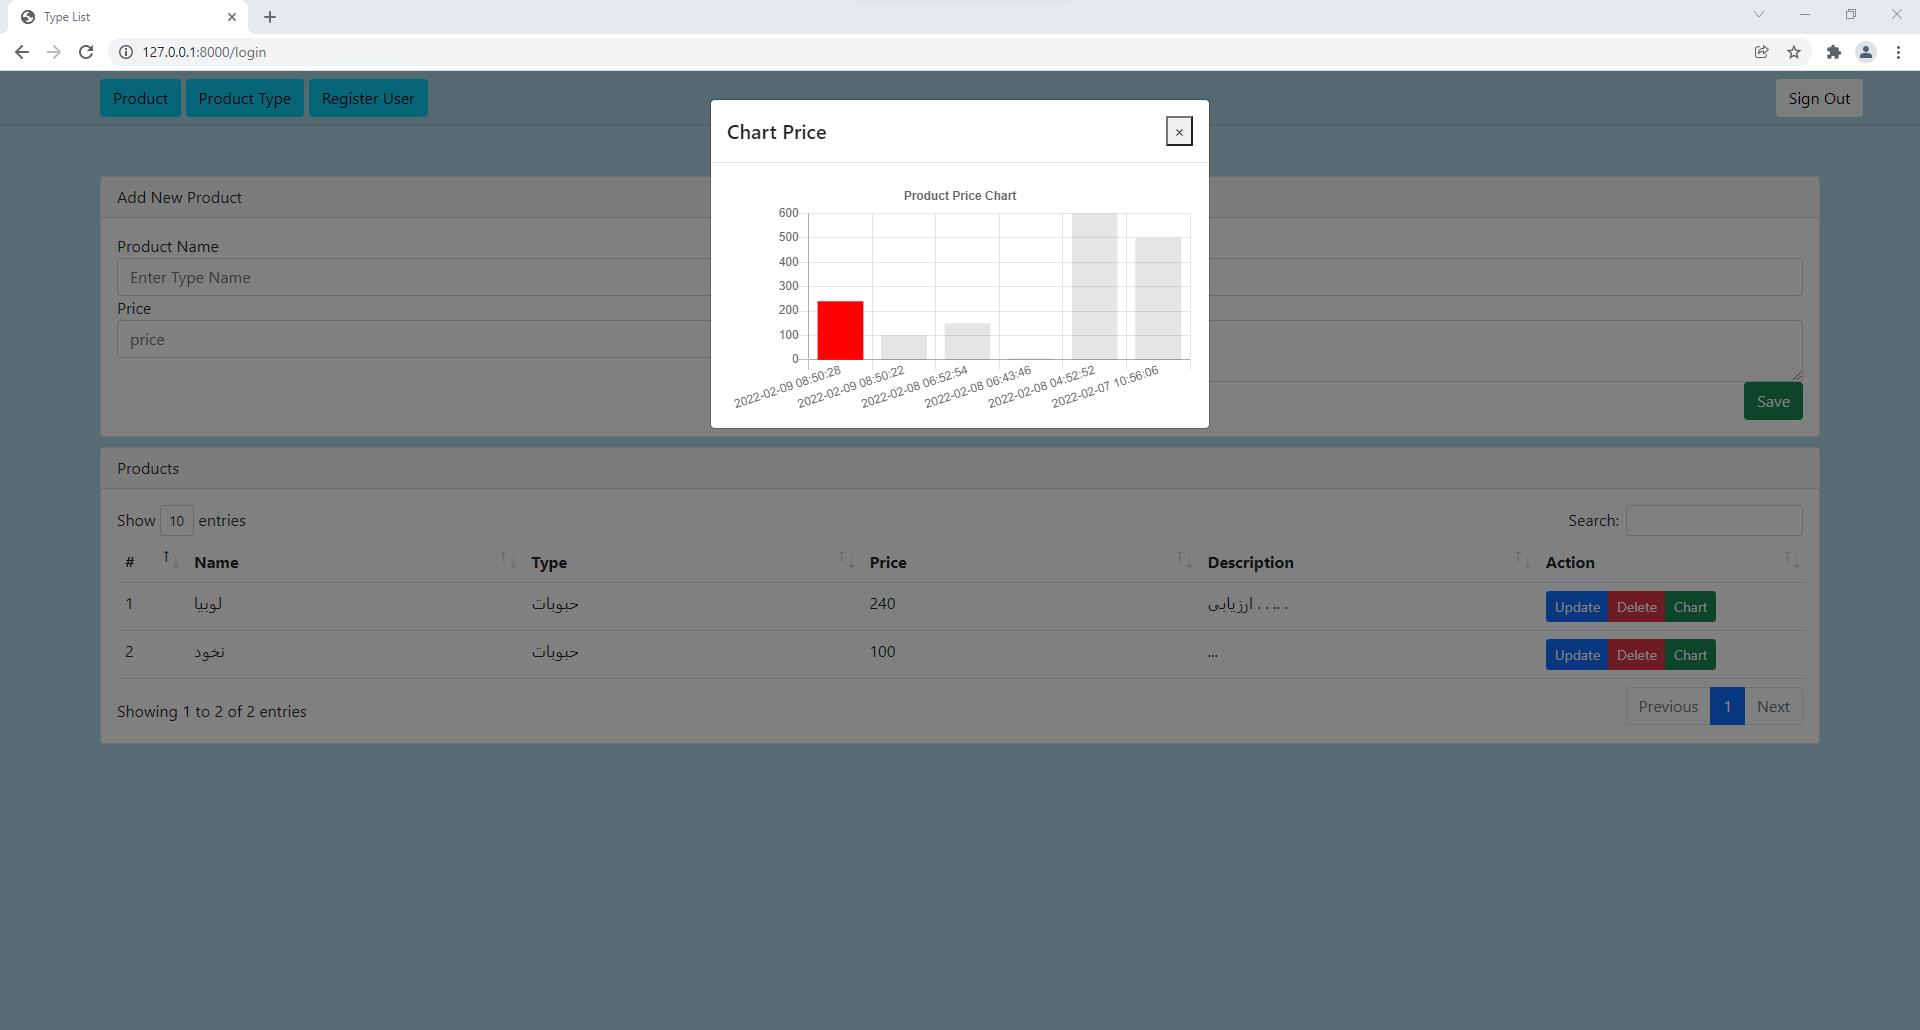 Type List
127.0.0.1:8000/login
Product Product Type Register User Sign Out
Chart Price ×
Product Price Chart
600
500
400
300
200
100
0
2022-02-09 08:50:28 2022-02-09 08:50:22 2022-02-08 06:52:54 2022-02-08 06:43:46 2022-02-08 04:52:52 2022-02-07 10:56:06
Add New Product
Product Name
Enter Type Name
Price
price
Save
Products
Show 10 entries Search:
# Name Type Price Description Action
1 لوبیا حبوبات 240 ارزیابی . . .. . Update Delete Chart
2 نخود حبوبات 100 ... Update Delete Chart
Showing 1 to 2 of 2 entries Previous 1 Next